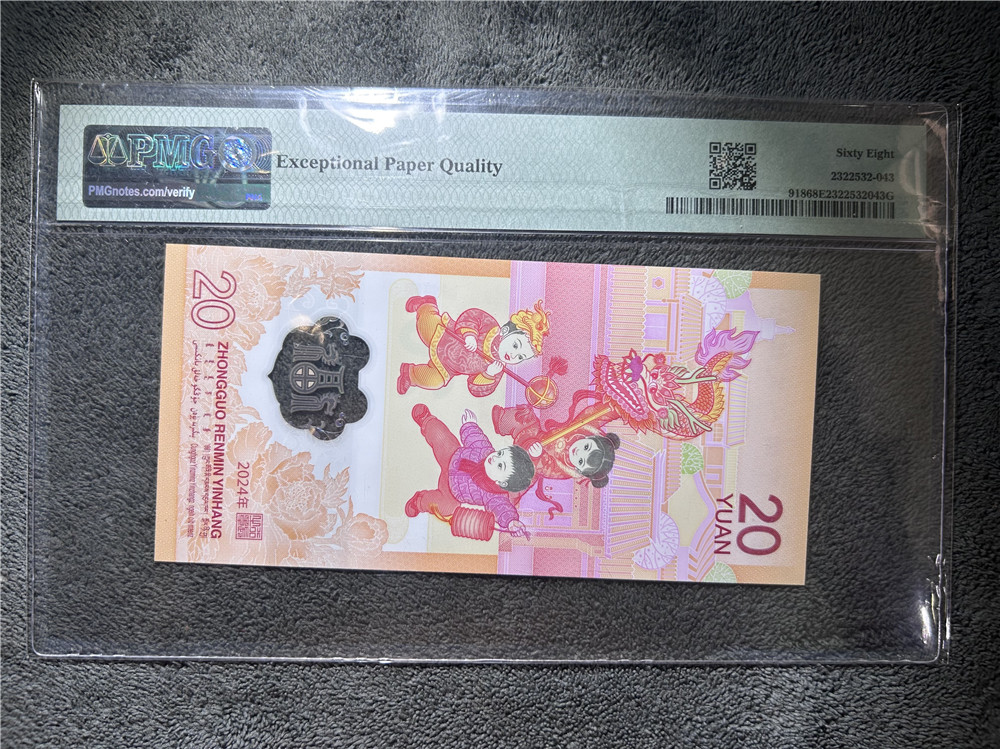 PMG
PMGnotes.com/verify
Exceptional Paper Quality
Sixty Eight
2322532-043
91868E2322532043G
20
ZHONGGUO RENMIN YINHANG
2024年
20
YUAN